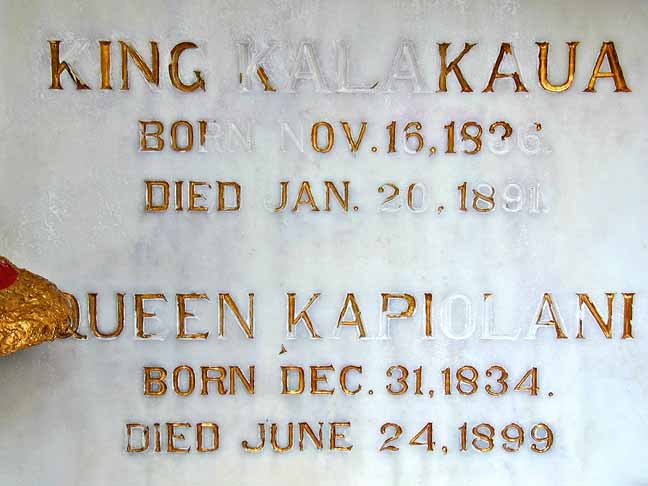 KING KALAKAUA
BORN NOV. 16, 1836.
DIED JAN. 20, 1891.
QUEEN KAPIOLANI
BORN DEC. 31, 1834.
DIED JUNE 24, 1899